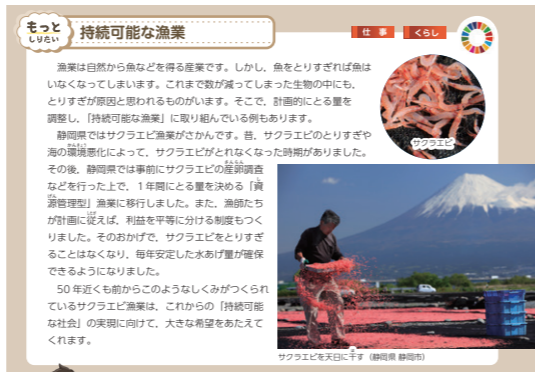 もっと
しりたい
持続可能な漁業
仕事
くらし
漁業は自然から魚などを得る産業です。しかし，魚をとりすぎれば魚は
いなくなってしまいます。これまで数が減ってしまった生物の中にも，
とりすぎが原因と思われるものがいます。そこで，計画的にとる量を
調整し，「持続可能な漁業」に取り組んでいる例もあります。
静岡県ではサクラエビ漁業がさかんです。昔，サクラエビのとりすぎや
海の環境悪化によって，サクラエビがとれなくなった時期がありました。
その後，静岡県では事前にサクラエビの産卵調査
などを行った上で，1年間にとる量を決める「資
源管理型」漁業に移行しました。また，漁師たち
が計画に従えば，利益を平等に分ける制度もつく
りました。そのおかげで，サクラエビをとりすぎ
ることはなくなり，毎年安定した水あげ量が確保
できるようになりました。
50年近くも前からこのようなしくみがつくられ
ているサクラエビ漁業は，これからの「持続可能
な社会」の実現に向けて，大きな希望をあたえて
くれます。
サクラエビ
サクラエビを天日に干す（静岡県 静岡市）